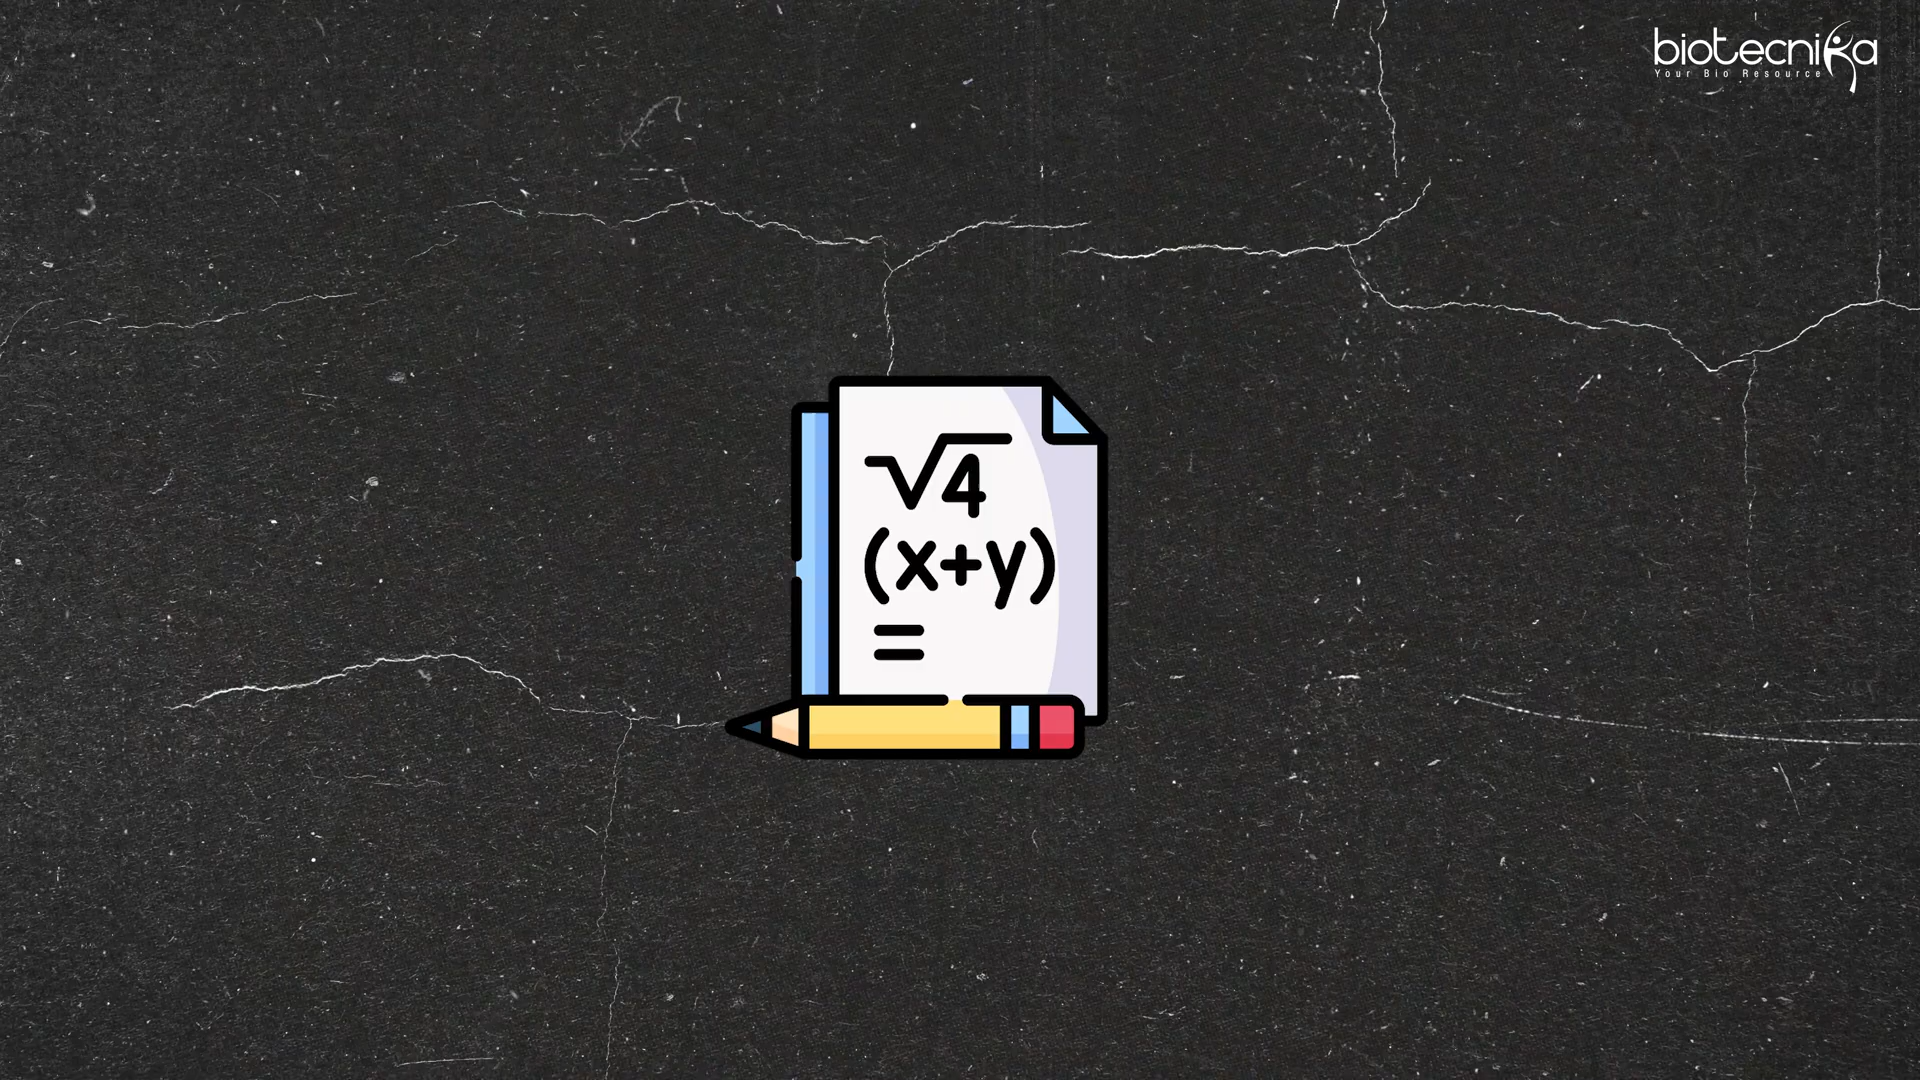 biotecnika
Your Bio Resource
√4
(x+y)
=